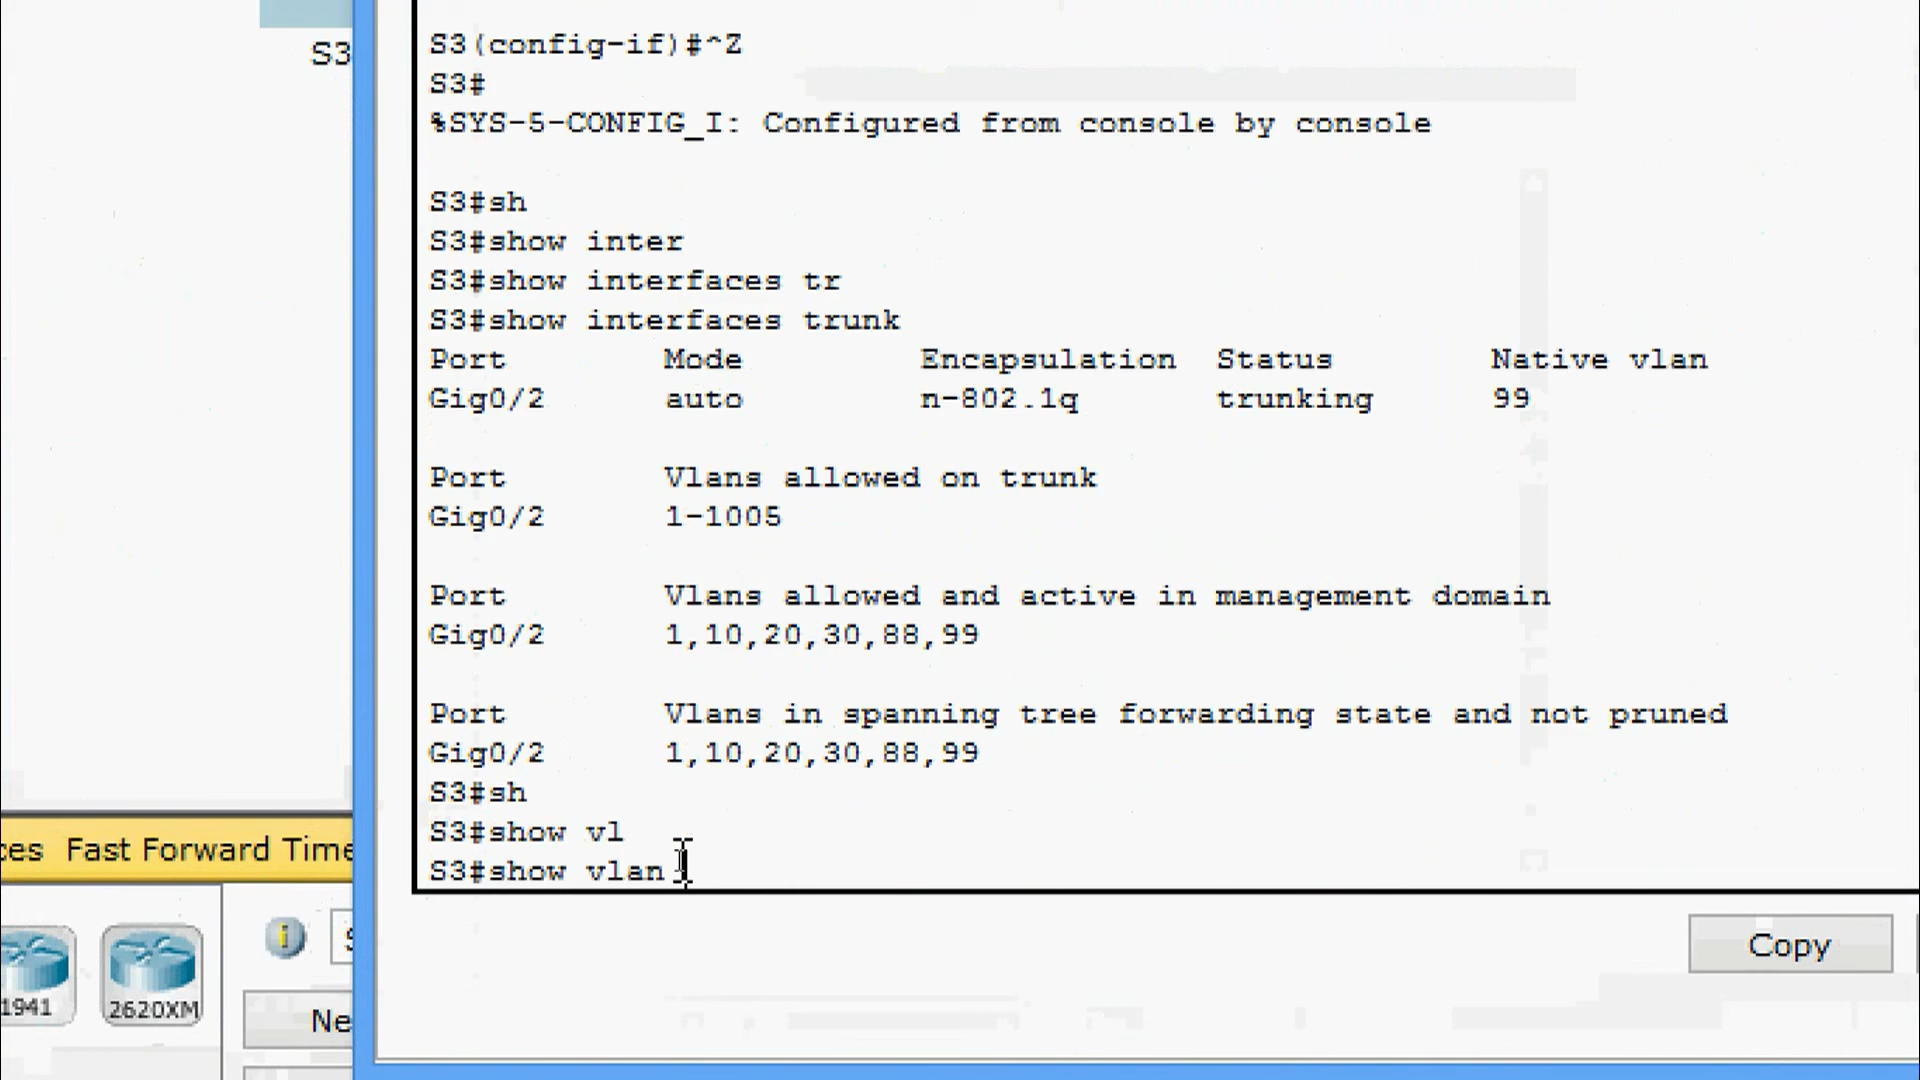 S3
S3(config-if)#^Z
S3#
%SYS-5-CONFIG_I: Configured from console by console
S3#sh
S3#show inter
S3#show interfaces tr
S3#show interfaces trunk
Port Mode Encapsulation Status Native vlan
Gig0/2 auto n-802.1q trunking 99
Port Vlans allowed on trunk
Gig0/2 1-1005
Port Vlans allowed and active in management domain
Gig0/2 1,10,20,30,88,99
Port Vlans in spanning tree forwarding state and not pruned
Gig0/2 1,10,20,30,88,99
S3#sh
S3#show vl
S3#show vlan
ces Fast Forward Time
1941
2620XM
Ne
Copy